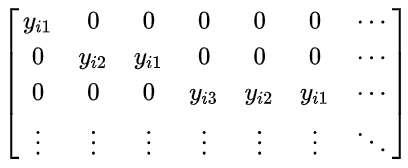 y_{i1} 0 0 0 0 0 ⋯
0 y_{i2} y_{i1} 0 0 0 ⋯
0 0 0 y_{i3} y_{i2} y_{i1} ⋯
⋮ ⋮ ⋮ ⋮ ⋮ ⋮ ⋱